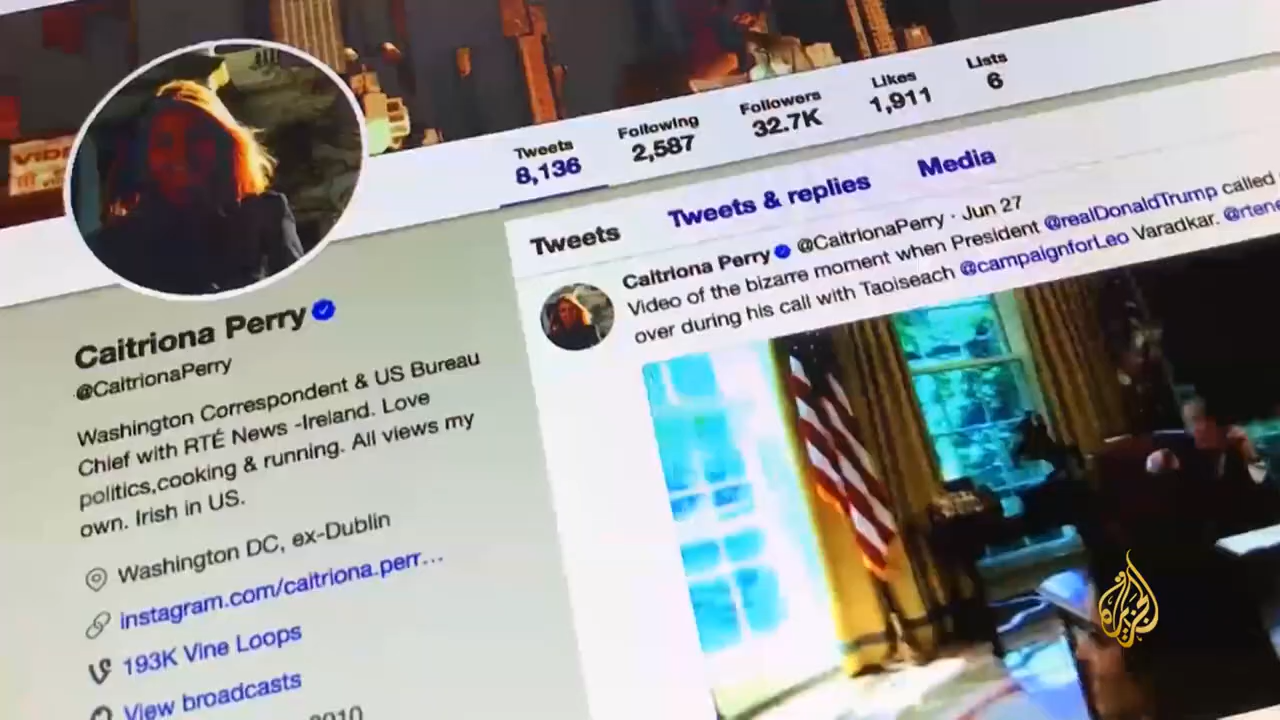 VIDE
Tweets
8,136
Following
2,587
Followers
32.7K
Likes
1,911
Lists
6
Tweets
Tweets & replies
Media
Caitriona Perry
@CaitrionaPerry
Washington Correspondent & US Bureau
Chief with RTÉ News -Ireland. Love
politics,cooking & running. All views my
own. Irish in US.
Washington DC, ex-Dublin
instagram.com/caitriona.perr...
193K Vine Loops
View broadcasts
2010
Caitriona Perry @CaitrionaPerry · Jun 27
Video of the bizarre moment when President @realDonaldTrump called
over during his call with Taoiseach @campaignforLeo Varadkar. @rtene
الجزيرة